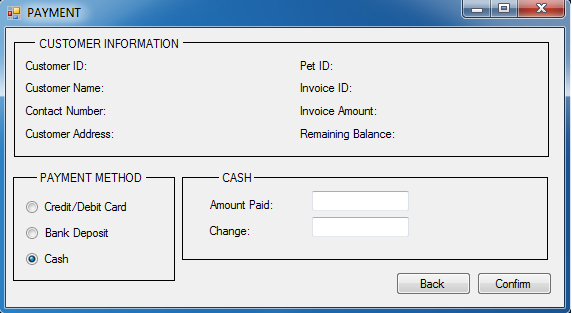 PAYMENT
CUSTOMER INFORMATION
Customer ID:
Pet ID:
Customer Name:
Invoice ID:
Contact Number:
Invoice Amount:
Customer Address:
Remaining Balance:
PAYMENT METHOD
CASH
Credit/Debit Card
Amount Paid:
Bank Deposit
Change:
Cash
Back
Confirm